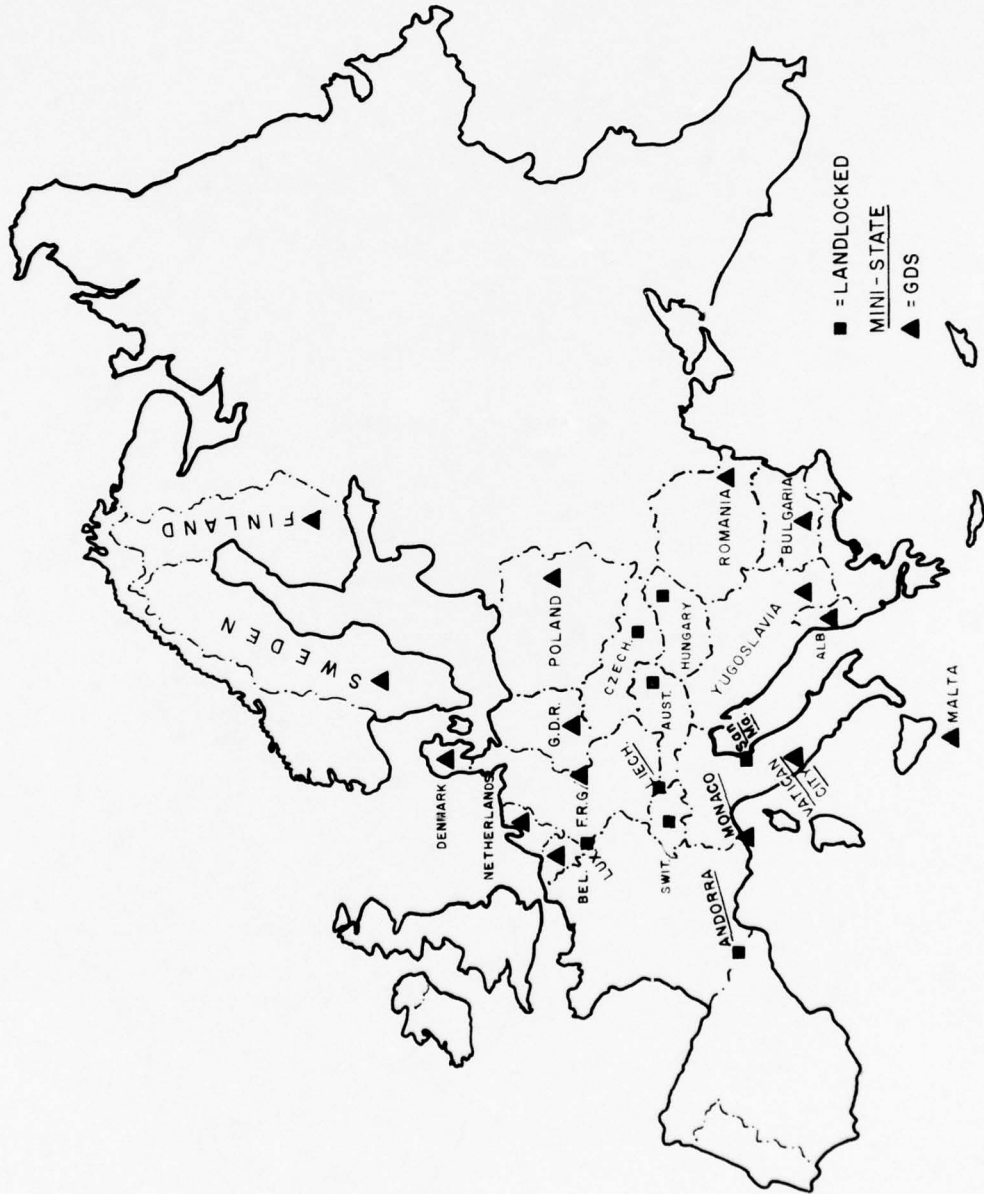 FINLAND
SWEDEN
DENMARK
NETHERLANDS
POLAND
G.D.R.
F.R.G.
BEL.
LUX
CZECH.
LIECH.
AUST.
HUNGARY
SWIT.
ROMANIA
BULGARIA
YUGOSLAVIA
ALB.
San
Ma.
MONACO
ANDORRA
VATICAN
CITY
MALTA
■ = LANDLOCKED
MINI-STATE
▲ = GDS